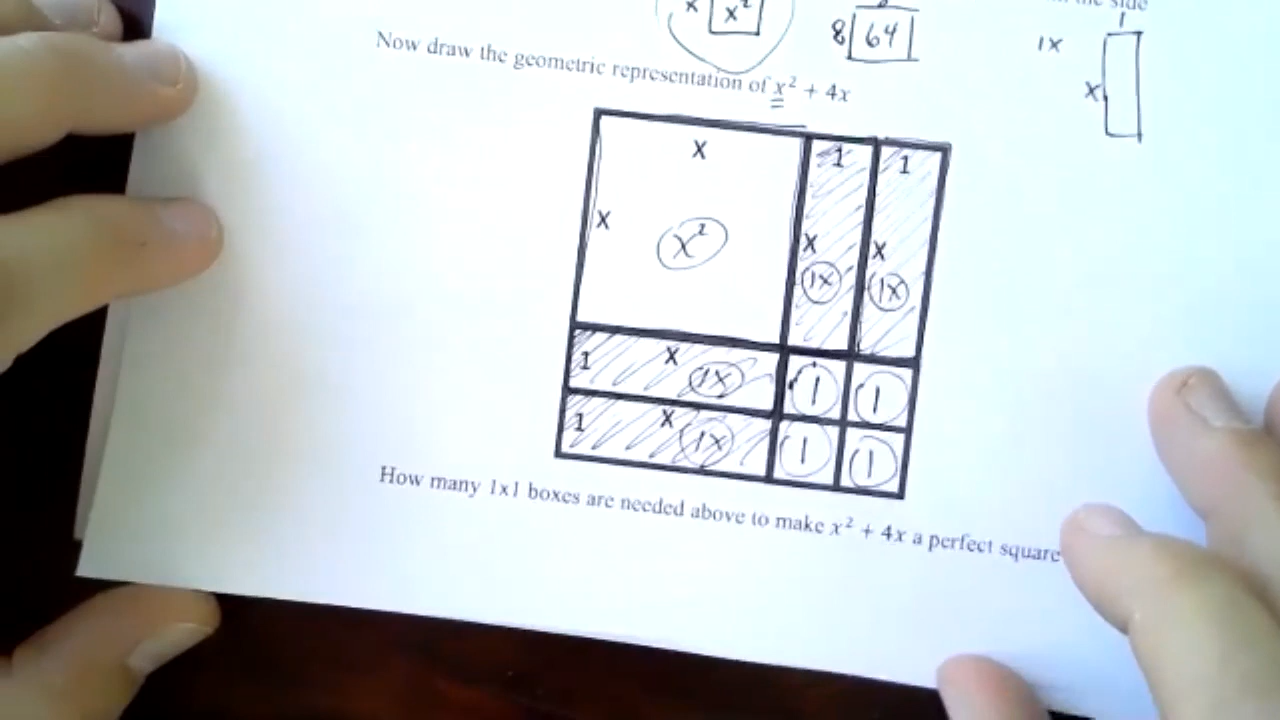 the side
x x²
8 64
1
1x
x
Now draw the geometric representation of x² + 4x
x 1 1
x x x
x² 1x 1x
1 x 1x 1 1
1 x 1x 1 1
How many 1x1 boxes are needed above to make x² + 4x a perfect square